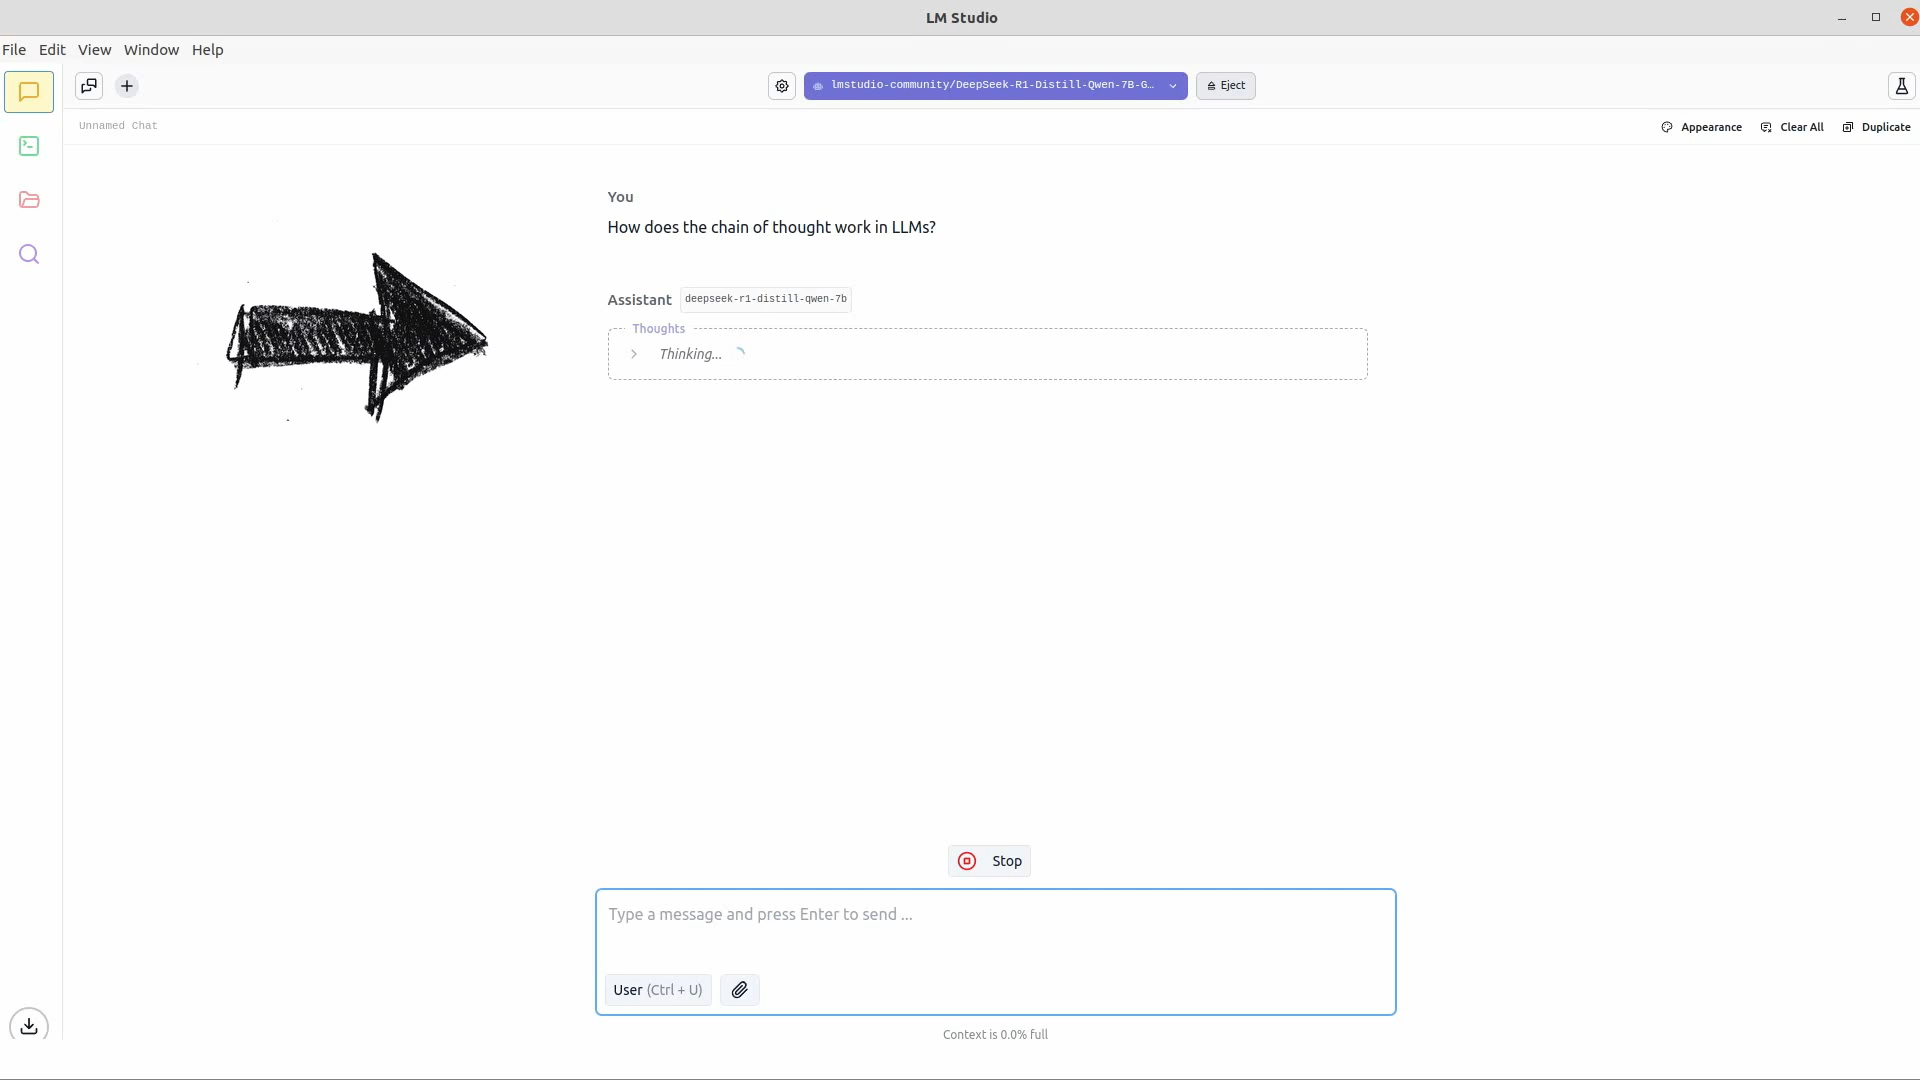 LM Studio
File Edit View Window Help
lmstudio-community/DeepSeek-R1-Distill-Qwen-7B-G… Eject
Unnamed Chat Appearance Clear All Duplicate
You
How does the chain of thought work in LLMs?
Assistant deepseek-r1-distill-qwen-7b
Thoughts
Thinking...
Stop
Type a message and press Enter to send ...
User (Ctrl + U)
Context is 0.0% full